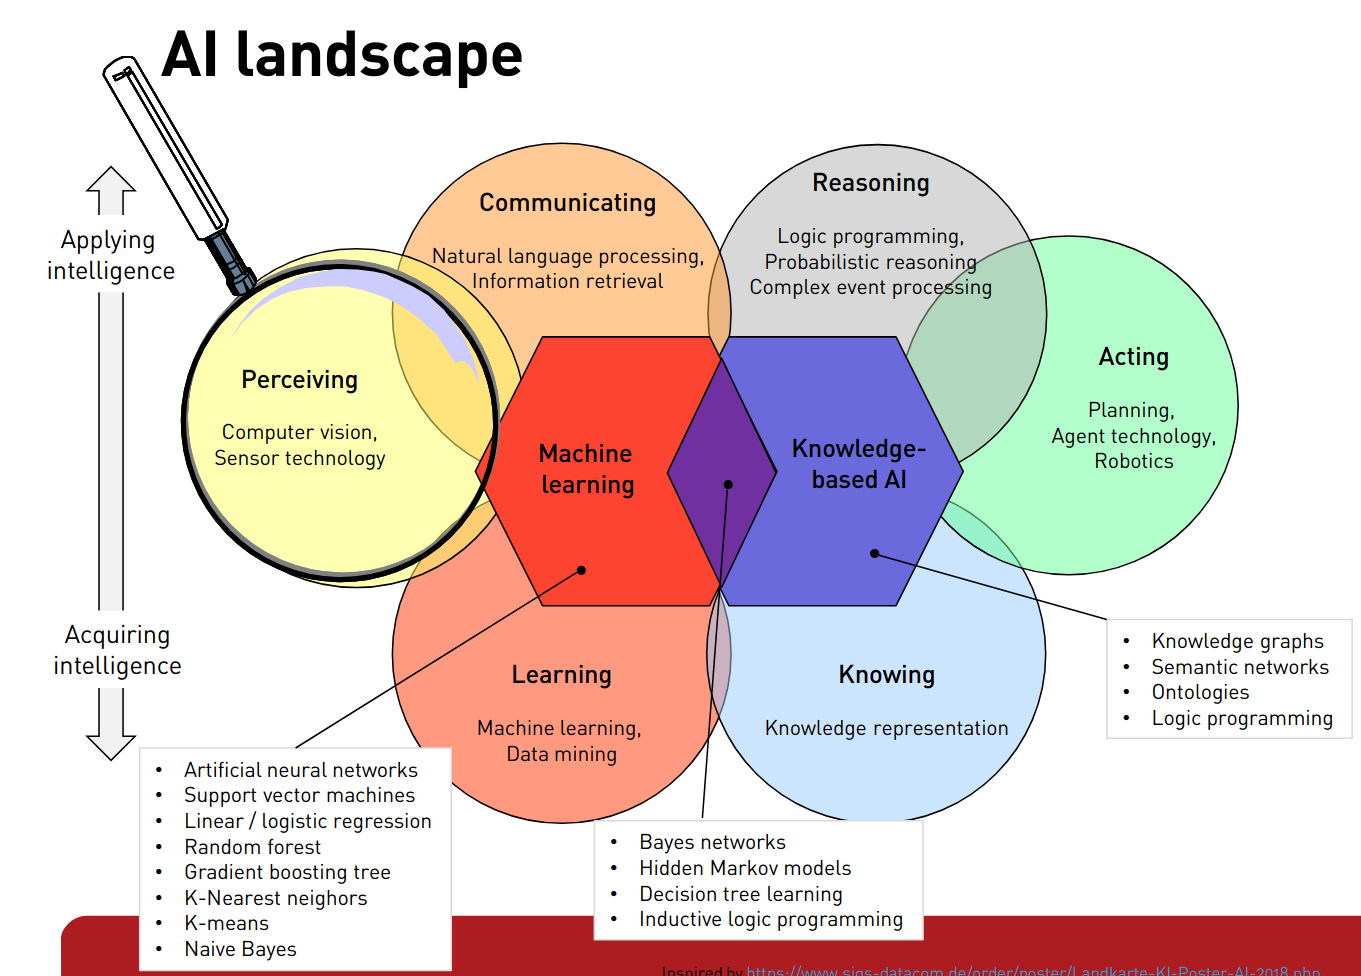 AI landscape
Applying
intelligence
Acquiring
intelligence
Communicating
Natural language processing,
Information retrieval
Reasoning
Logic programming,
Probabilistic reasoning
Complex event processing
Perceiving
Computer vision,
Sensor technology
Machine
learning
Knowledge-
based AI
Acting
Planning,
Agent technology,
Robotics
Learning
Machine learning,
Data mining
Knowing
Knowledge representation
• Knowledge graphs
• Semantic networks
• Ontologies
• Logic programming
• Artificial neural networks
• Support vector machines
• Linear / logistic regression
• Random forest
• Gradient boosting tree
• K-Nearest neighors
• K-means
• Naive Bayes
• Bayes networks
• Hidden Markov models
• Decision tree learning
• Inductive logic programming
Inspired by https://www.sigs-datacom.de/order/poster/Landkarte-KI-Poster-AI-2018.php